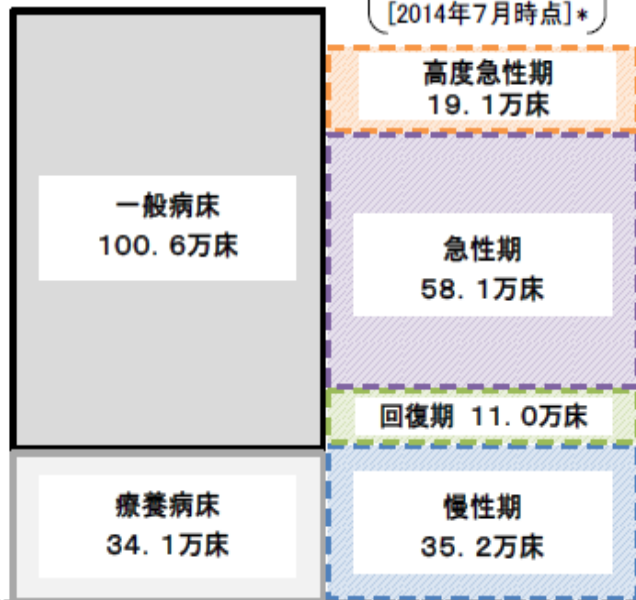 [2014年7月時点]*
高度急性期
19.1万床
一般病床
100.6万床
急性期
58.1万床
回復期 11.0万床
療養病床
34.1万床
慢性期
35.2万床